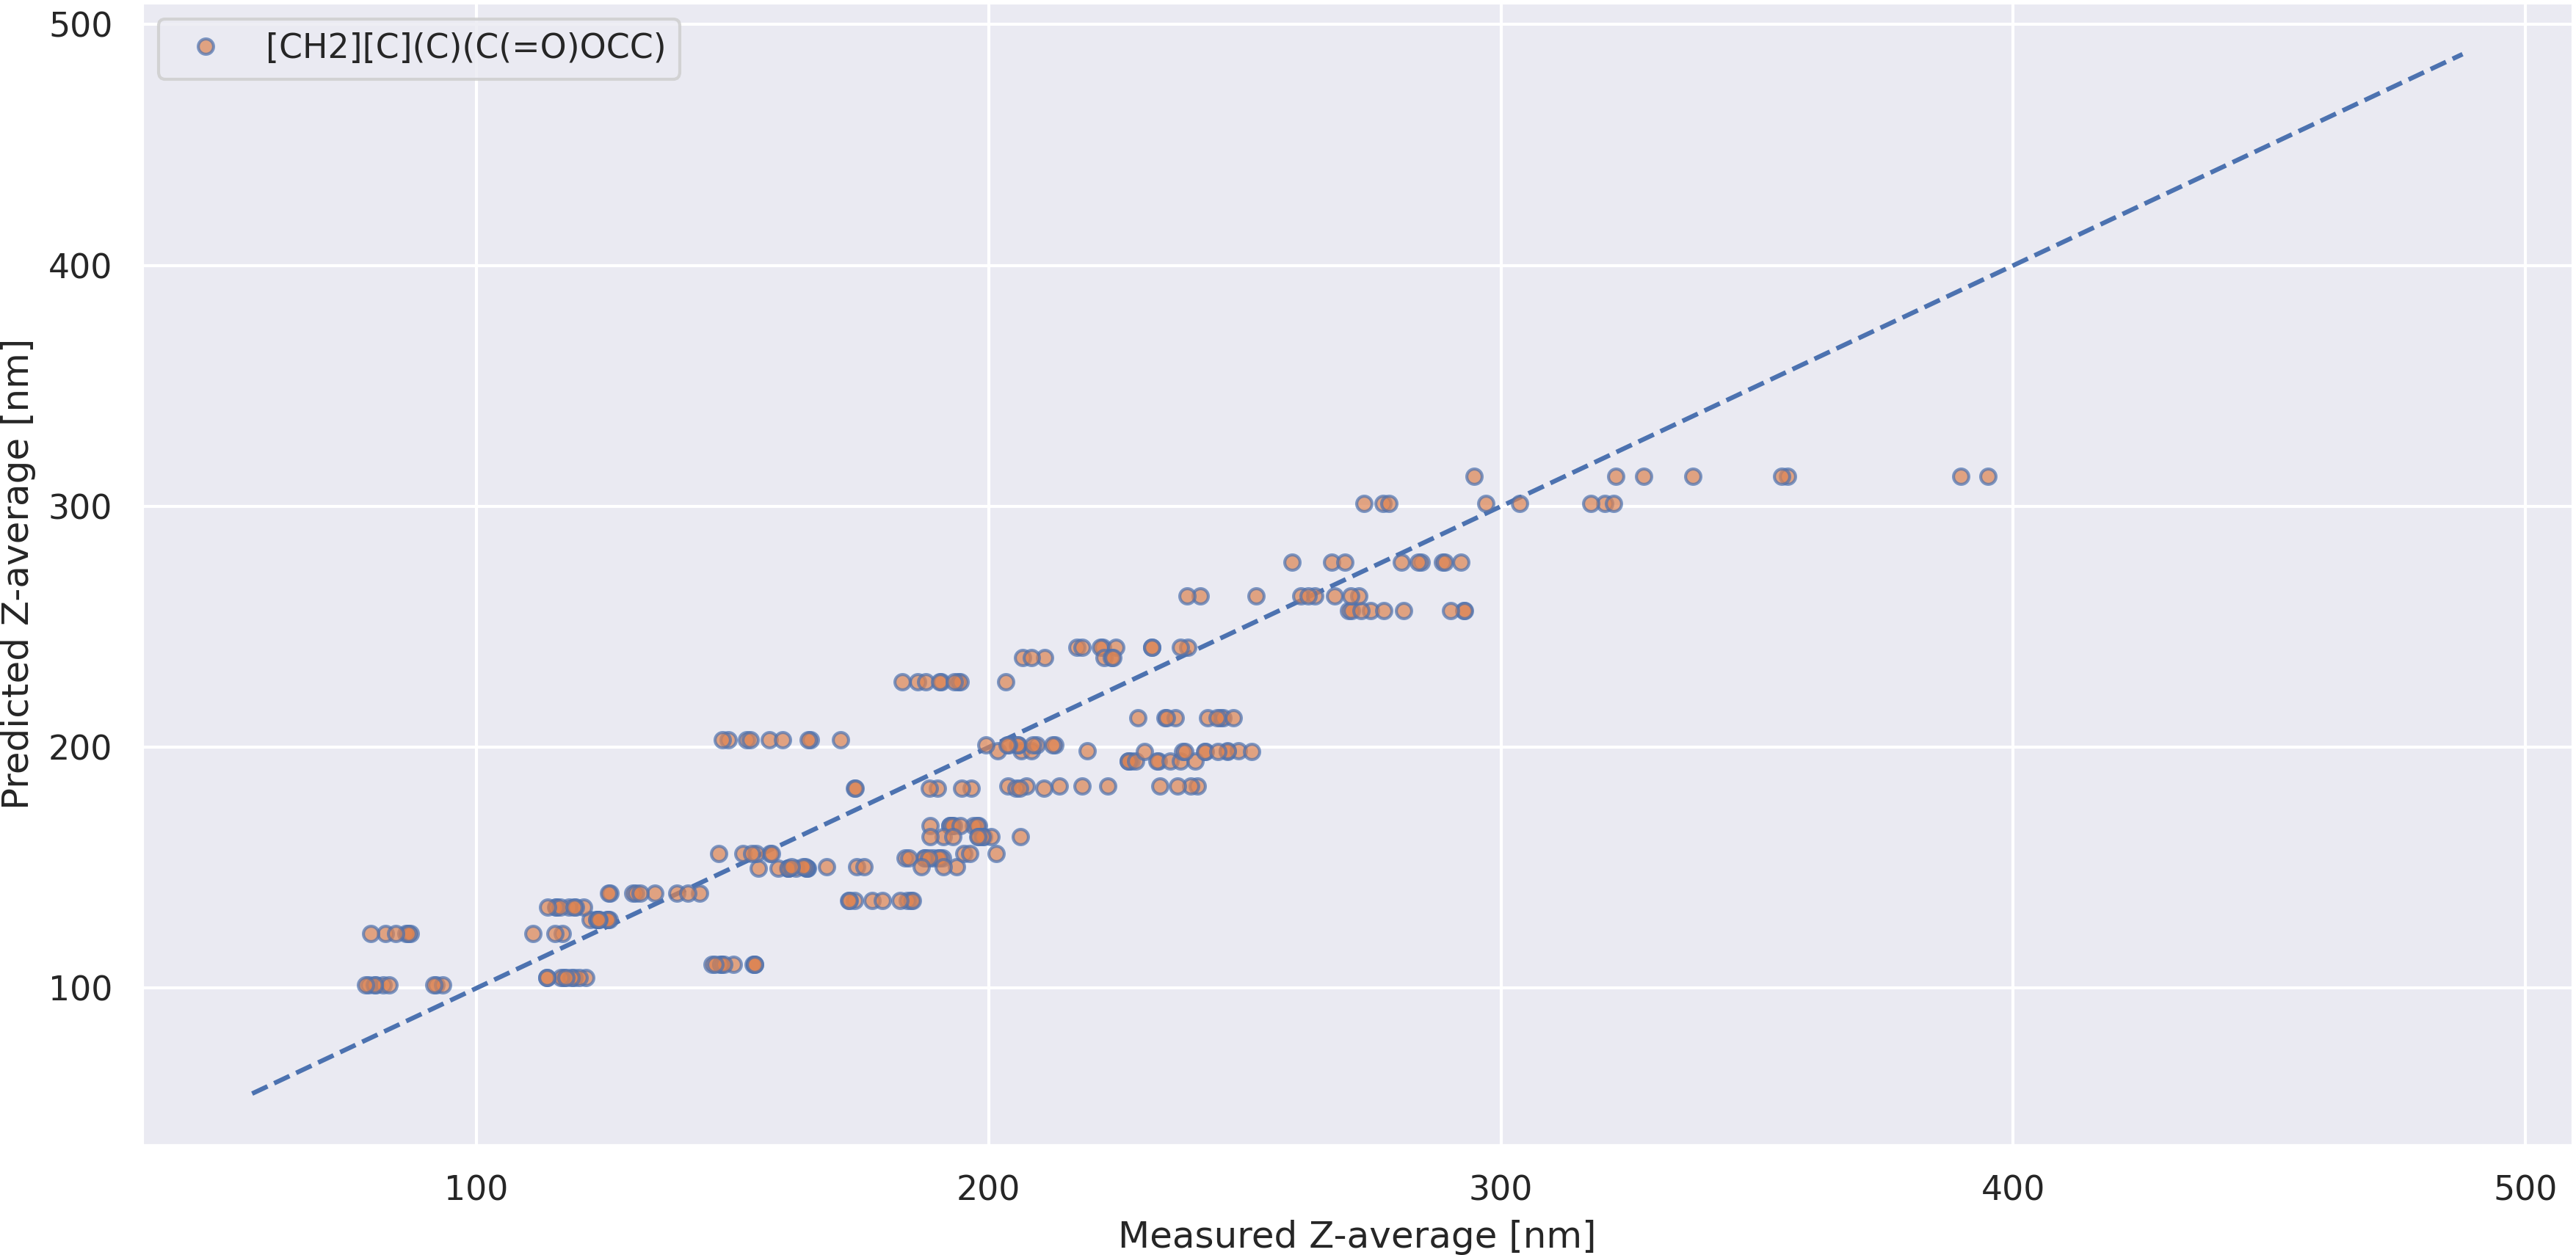 [CH2][C](C)(C(=O)OCC)
Predicted Z-average [nm]
500
400
300
200
100
100 200 300 400 500
Measured Z-average [nm]